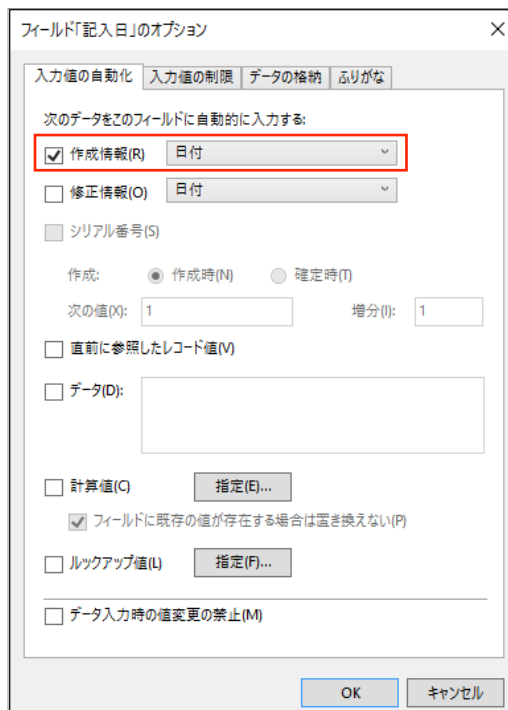 フィールド「記入日」のオプション
入力値の自動化 入力値の制限 データの格納 ふりがな
次のデータをこのフィールドに自動的に入力する:
作成情報(R) 日付
修正情報(O) 日付
シリアル番号(S)
作成: 作成時(N) 確定時(T)
次の値(X): 1 増分(I): 1
直前に参照したレコード値(V)
データ(D):
計算値(C) 指定(E)...
フィールドに既存の値が存在する場合は置き換えない(P)
ルックアップ値(L) 指定(F)...
データ入力時の値変更の禁止(M)
OK キャンセル